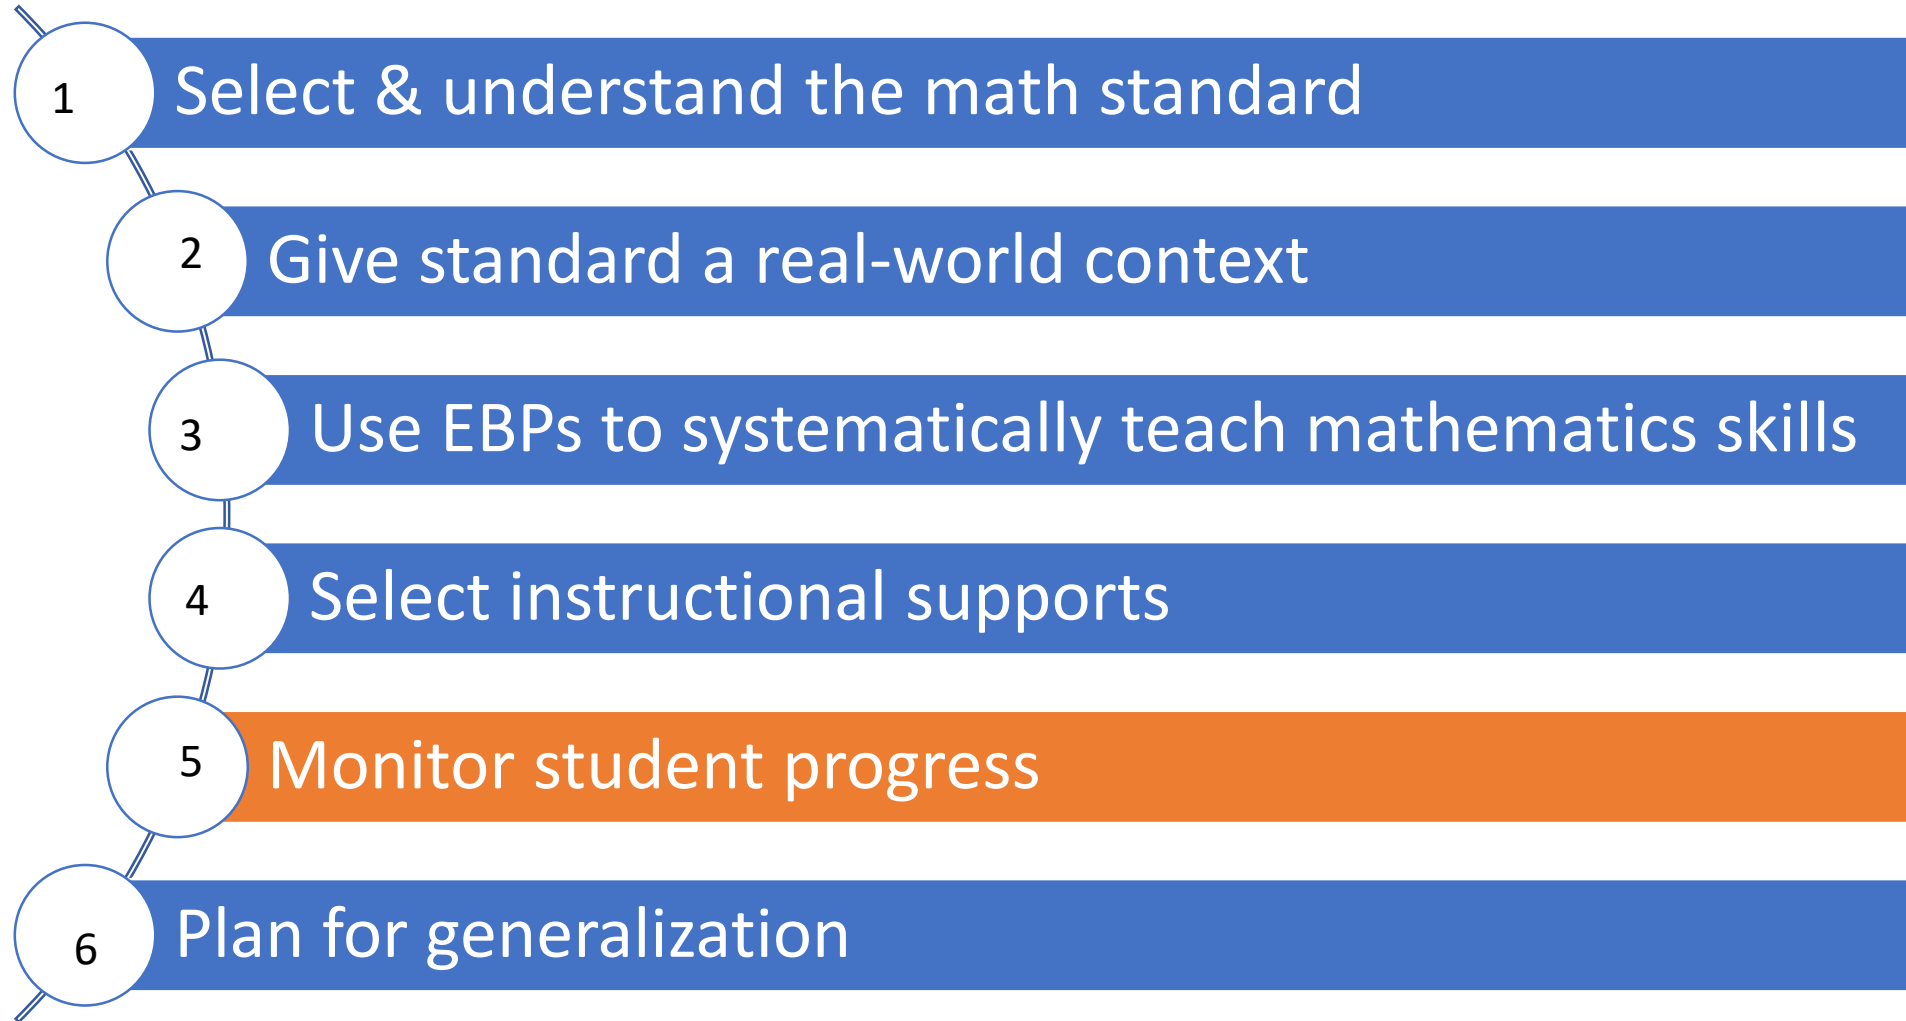 1 Select & understand the math standard
2 Give standard a real-world context
3 Use EBPs to systematically teach mathematics skills
4 Select instructional supports
5 Monitor student progress
6 Plan for generalization